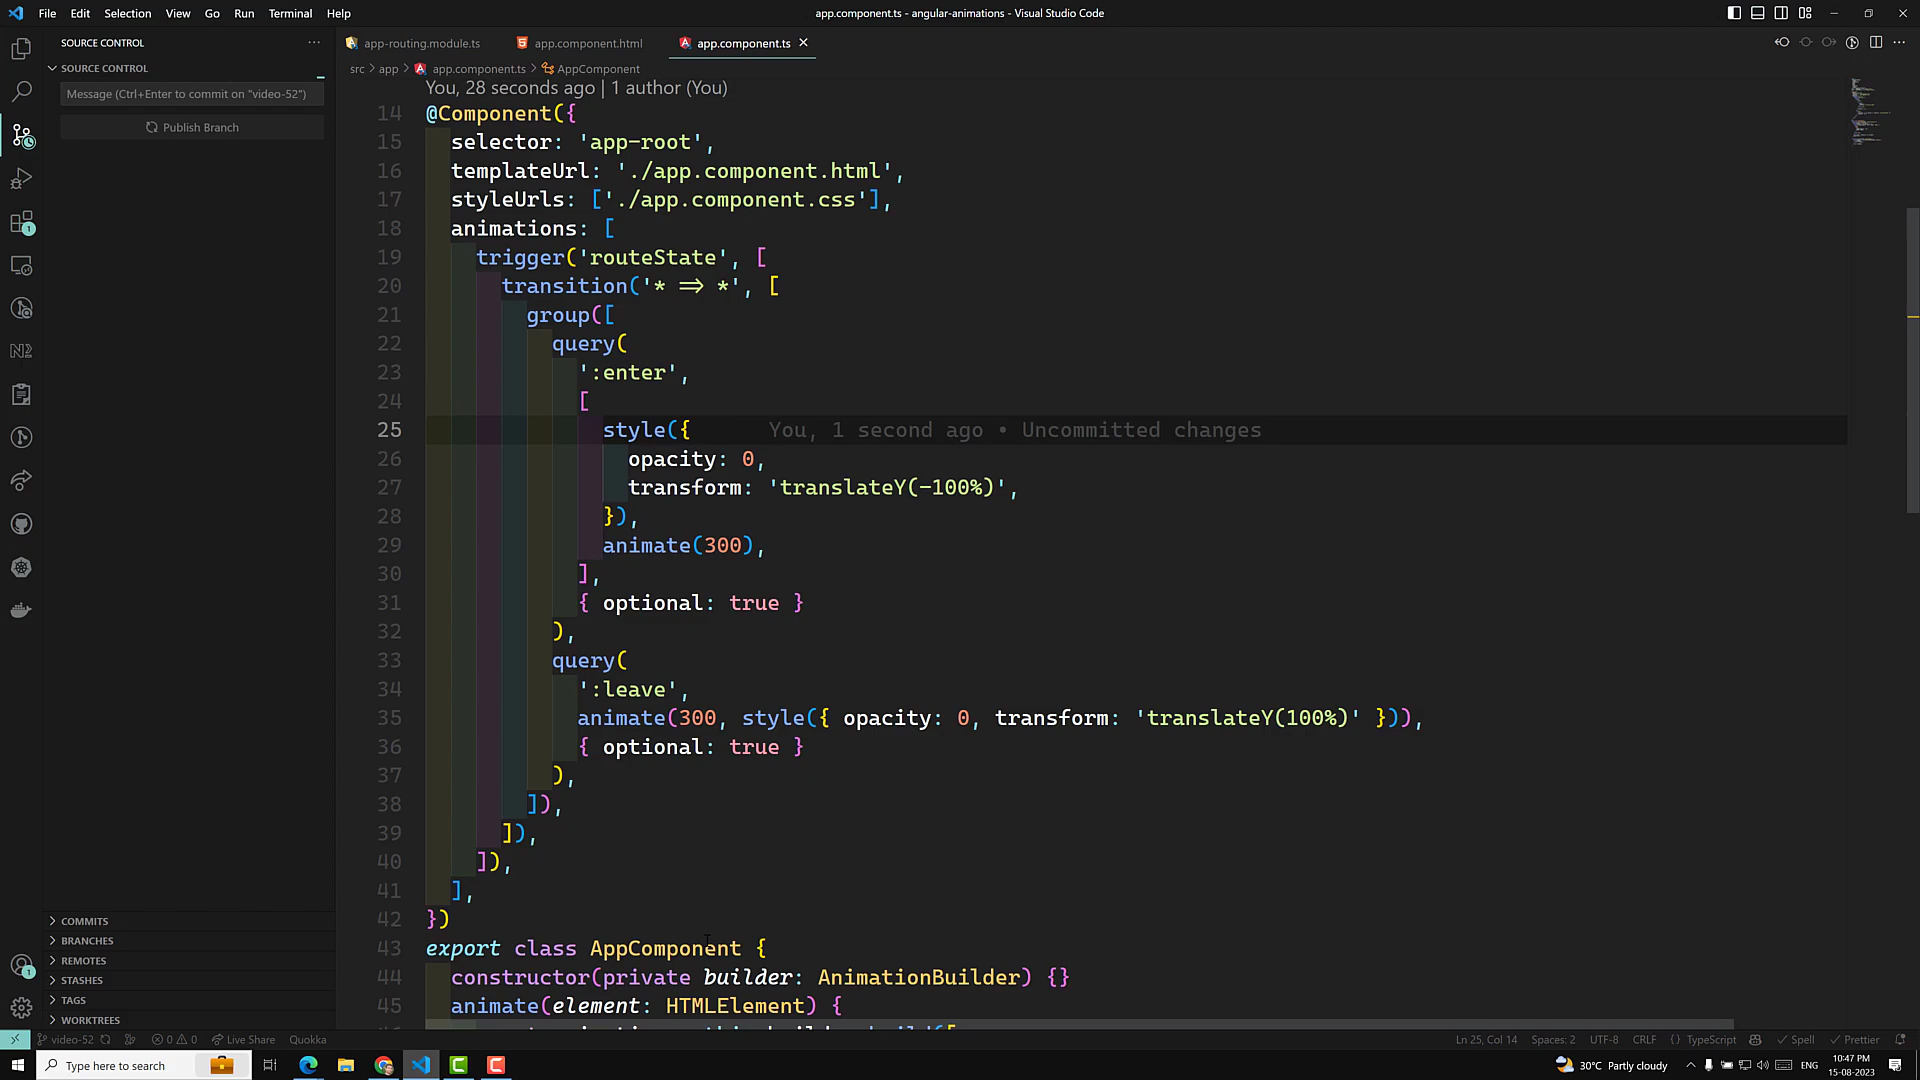 File Edit Selection View Go Run Terminal Help
app.component.ts - angular-animations - Visual Studio Code
SOURCE CONTROL
SOURCE CONTROL
Message (Ctrl+Enter to commit on "video-52")
Publish Branch
COMMITS
BRANCHES
REMOTES
STASHES
TAGS
WORKTREES
app-routing.module.ts app.component.html app.component.ts
src > app > app.component.ts > AppComponent
You, 28 seconds ago | 1 author (You)
14 @Component({
15 selector: 'app-root',
16 templateUrl: './app.component.html',
17 styleUrls: ['./app.component.css'],
18 animations: [
19 trigger('routeState', [
20 transition('* => *', [
21 group([
22 query(
23 ':enter',
24 [
25 style({ You, 1 second ago • Uncommitted changes
26 opacity: 0,
27 transform: 'translateY(-100%)',
28 }),
29 animate(300),
30 ],
31 { optional: true }
32 ),
33 query(
34 ':leave',
35 animate(300, style({ opacity: 0, transform: 'translateY(100%)' })),
36 { optional: true }
37 ),
38 ]),
39 ]),
40 ]),
41 ],
42 })
43 export class AppComponent {
44 constructor(private builder: AnimationBuilder) {}
45 animate(element: HTMLElement) {
video-52 0 0 Live Share Quokka
Ln 25, Col 14 Spaces: 2 UTF-8 CRLF {} TypeScript Spell Prettier
Type here to search
30°C Partly cloudy
ENG
10:47 PM
15-08-2023